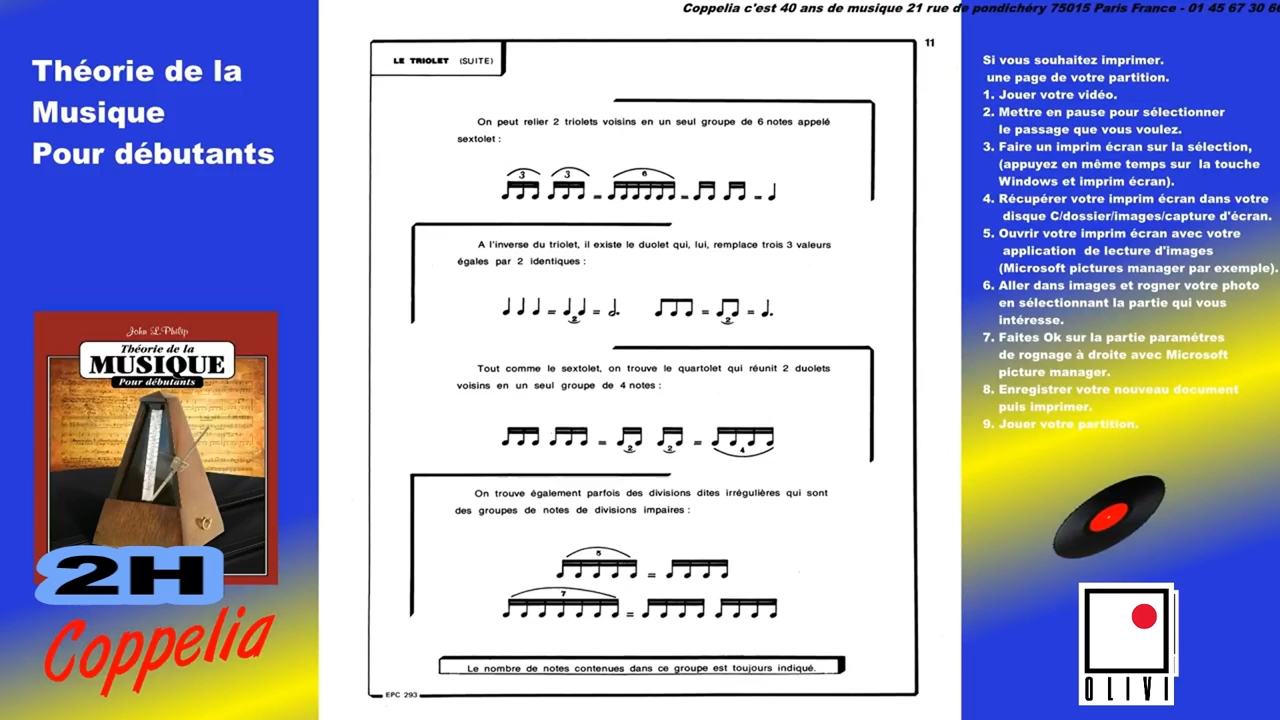 Coppelia c'est 40 ans de musique 21 rue de pondichéry 75015 Paris France - 01 45 67 30 66
Théorie de la
Musique
Pour débutants
John L. Philip
Théorie de la
MUSIQUE
Pour débutants
2H
Coppelia
11
LE TRIOLET (SUITE)
On peut relier 2 triolets voisins en un seul groupe de 6 notes appelé
sextolet :
3 3 = 6 = =
A l'inverse du triolet, il existe le duolet qui, lui, remplace trois 3 valeurs
égales par 2 identiques :
= 2 = = 2 =
Tout comme le sextolet, on trouve le quartolet qui réunit 2 duolets
voisins en un seul groupe de 4 notes :
= 2 2 = 4
On trouve également parfois des divisions dites irrégulières qui sont
des groupes de notes de divisions impaires :
5 =
7 =
Le nombre de notes contenues dans ce groupe est toujours indiqué.
EPC 293
Si vous souhaitez imprimer.
une page de votre partition.
1. Jouer votre vidéo.
2. Mettre en pause pour sélectionner
le passage que vous voulez.
3. Faire un imprim écran sur la sélection,
(appuyez en même temps sur la touche
Windows et imprim écran).
4. Récupérer votre imprim écran dans votre
disque C/dossier/images/capture d'écran.
5. Ouvrir votre imprim écran avec votre
application de lecture d'images
(Microsoft pictures manager par exemple).
6. Aller dans images et rogner votre photo
en sélectionnant la partie qui vous
intéresse.
7. Faites Ok sur la partie paramétres
de rognage à droite avec Microsoft
picture manager.
8. Enregistrer votre nouveau document
puis imprimer.
9. Jouer votre partition.
OLIVI